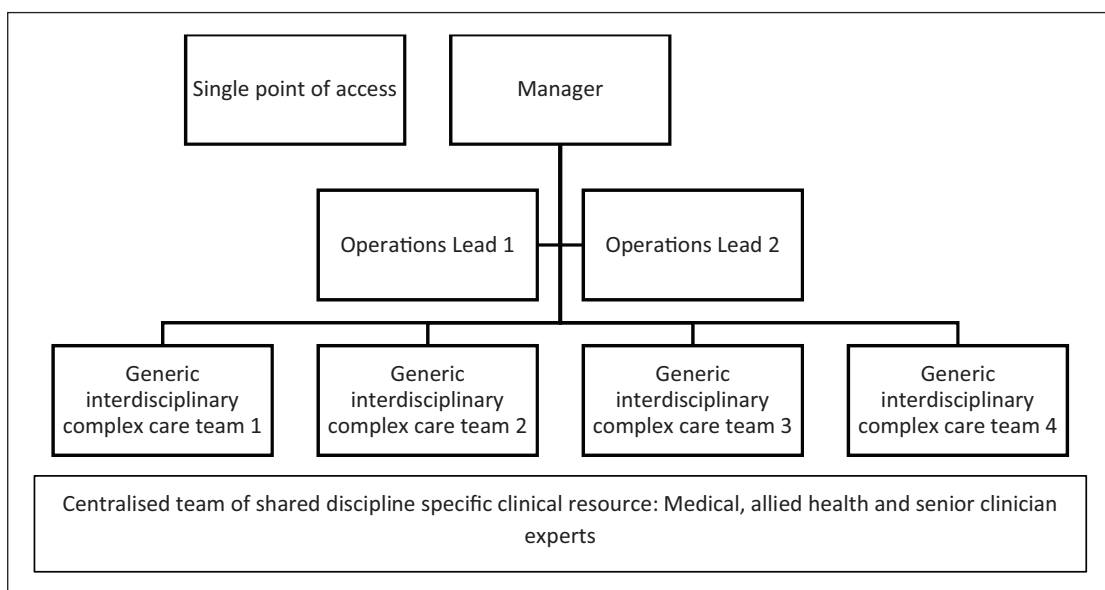 Single point of access
Manager
Operations Lead 1
Operations Lead 2
Generic
interdisciplinary
complex care team 1
Generic
interdisciplinary
complex care team 2
Generic
interdisciplinary
complex care team 3
Generic
interdisciplinary
complex care team 4
Centralised team of shared discipline specific clinical resource: Medical, allied health and senior clinician
experts